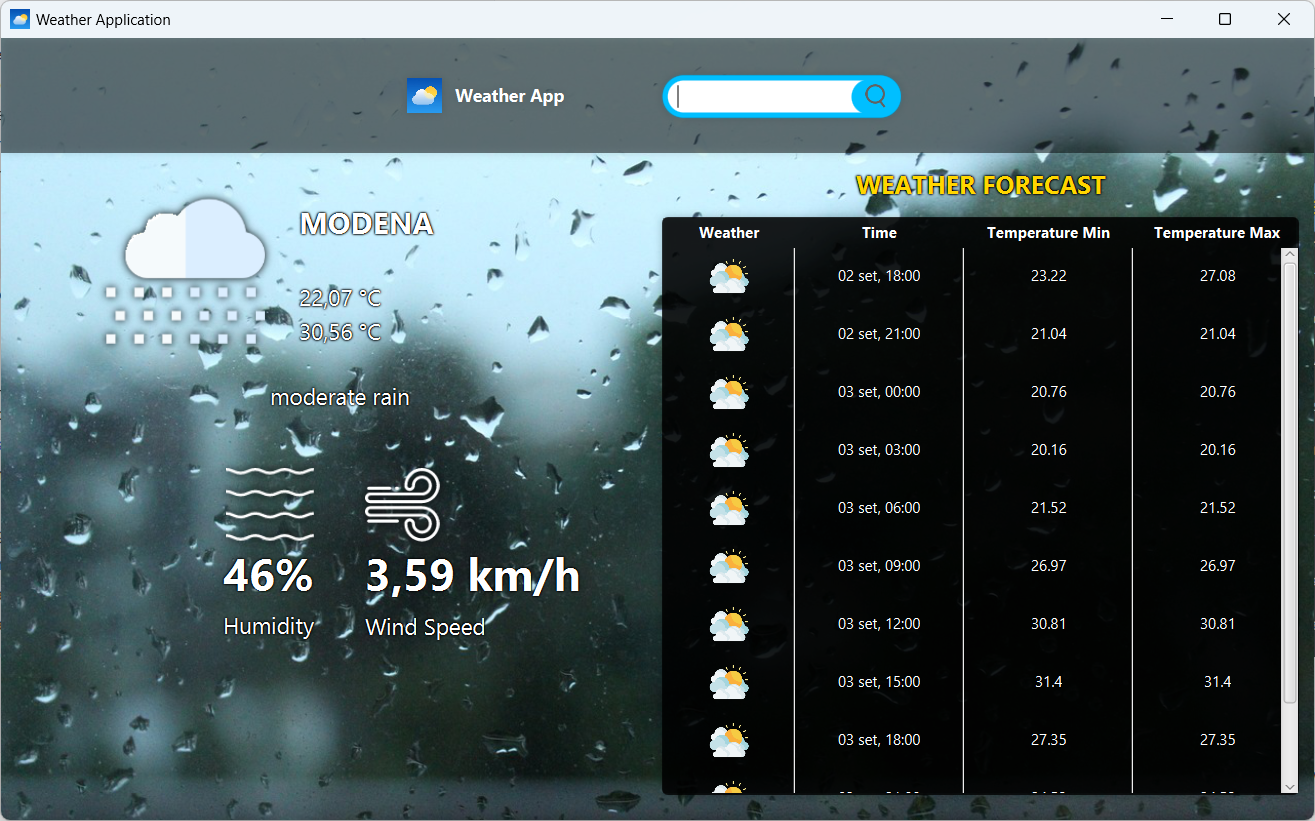 Weather Application
Weather App
MODENA
22,07 °C
30,56 °C
moderate rain
46%
Humidity
3,59 km/h
Wind Speed
WEATHER FORECAST
Weather Time Temperature Min Temperature Max
02 set, 18:00 23.22 27.08
02 set, 21:00 21.04 21.04
03 set, 00:00 20.76 20.76
03 set, 03:00 20.16 20.16
03 set, 06:00 21.52 21.52
03 set, 09:00 26.97 26.97
03 set, 12:00 30.81 30.81
03 set, 15:00 31.4 31.4
03 set, 18:00 27.35 27.35